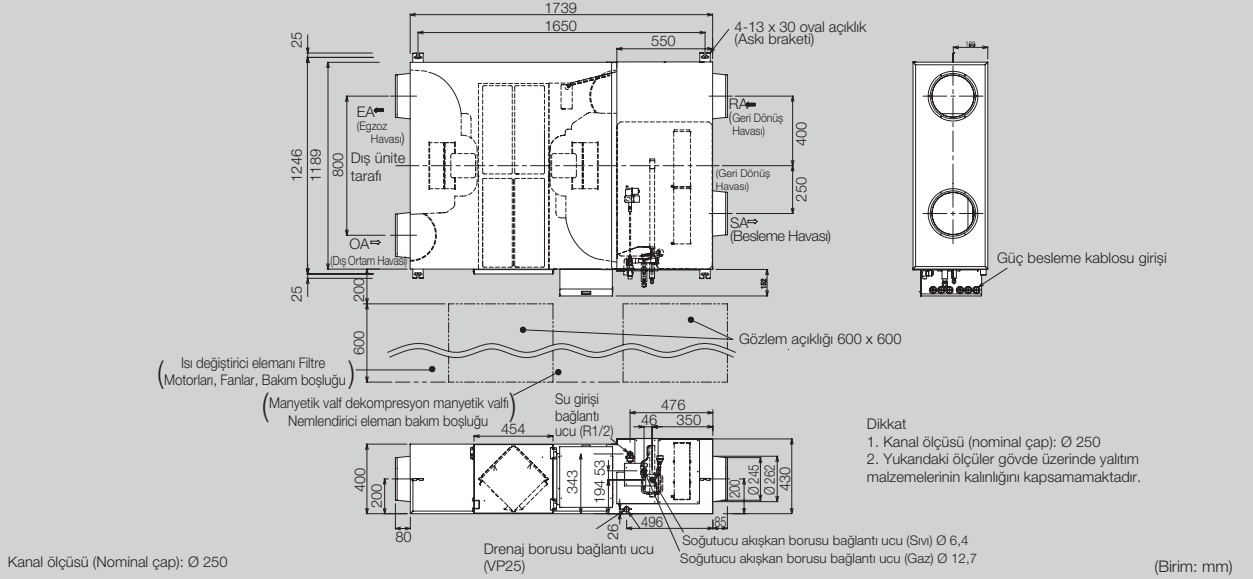 1739
1650
550
4-13 x 30 oval açıklık
(Askı braketi)
25
1246
1189
800
25
EA
(Egzoz
Havası)
Dış ünite
tarafı
OA
(Dış Ortam Havası)
RA
(Geri Dönüş
Havası)
(Geri Dönüş
Havası)
SA
(Besleme Havası)
400
250
Güç besleme kablosu girişi
200
600
Gözlem açıklığı 600 x 600
(Isı değiştirici elemanı Filtre
Motorları, Fanlar, Bakım boşluğu)
(Manyetik valf dekompresyon manyetik valfı)
Nemlendirici eleman bakım boşluğu
Su girişi
bağlantı
ucu (R1/2)
476
46
350
454
400
200
343
194
53
200
Ø 245
Ø 262
430
80
26
496
85
Drenaj borusu bağlantı ucu
(VP25)
Soğutucu akışkan borusu bağlantı ucu (Sıvı) Ø 6,4
Soğutucu akışkan borusu bağlantı ucu (Gaz) Ø 12,7
Dikkat
1. Kanal ölçüsü (nominal çap): Ø 250
2. Yukarıdaki ölçüler gövde üzerinde yalıtım
malzemelerinin kalınlığını kapsamamaktadır.
Kanal ölçüsü (Nominal çap): Ø 250
(Birim: mm)